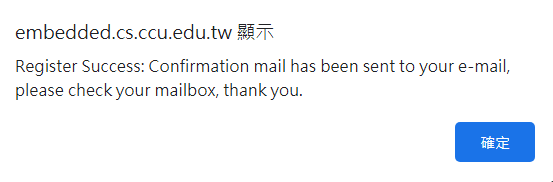 embedded.cs.ccu.edu.tw 顯示
Register Success: Confirmation mail has been sent to your e-mail,
please check your mailbox, thank you.
確定